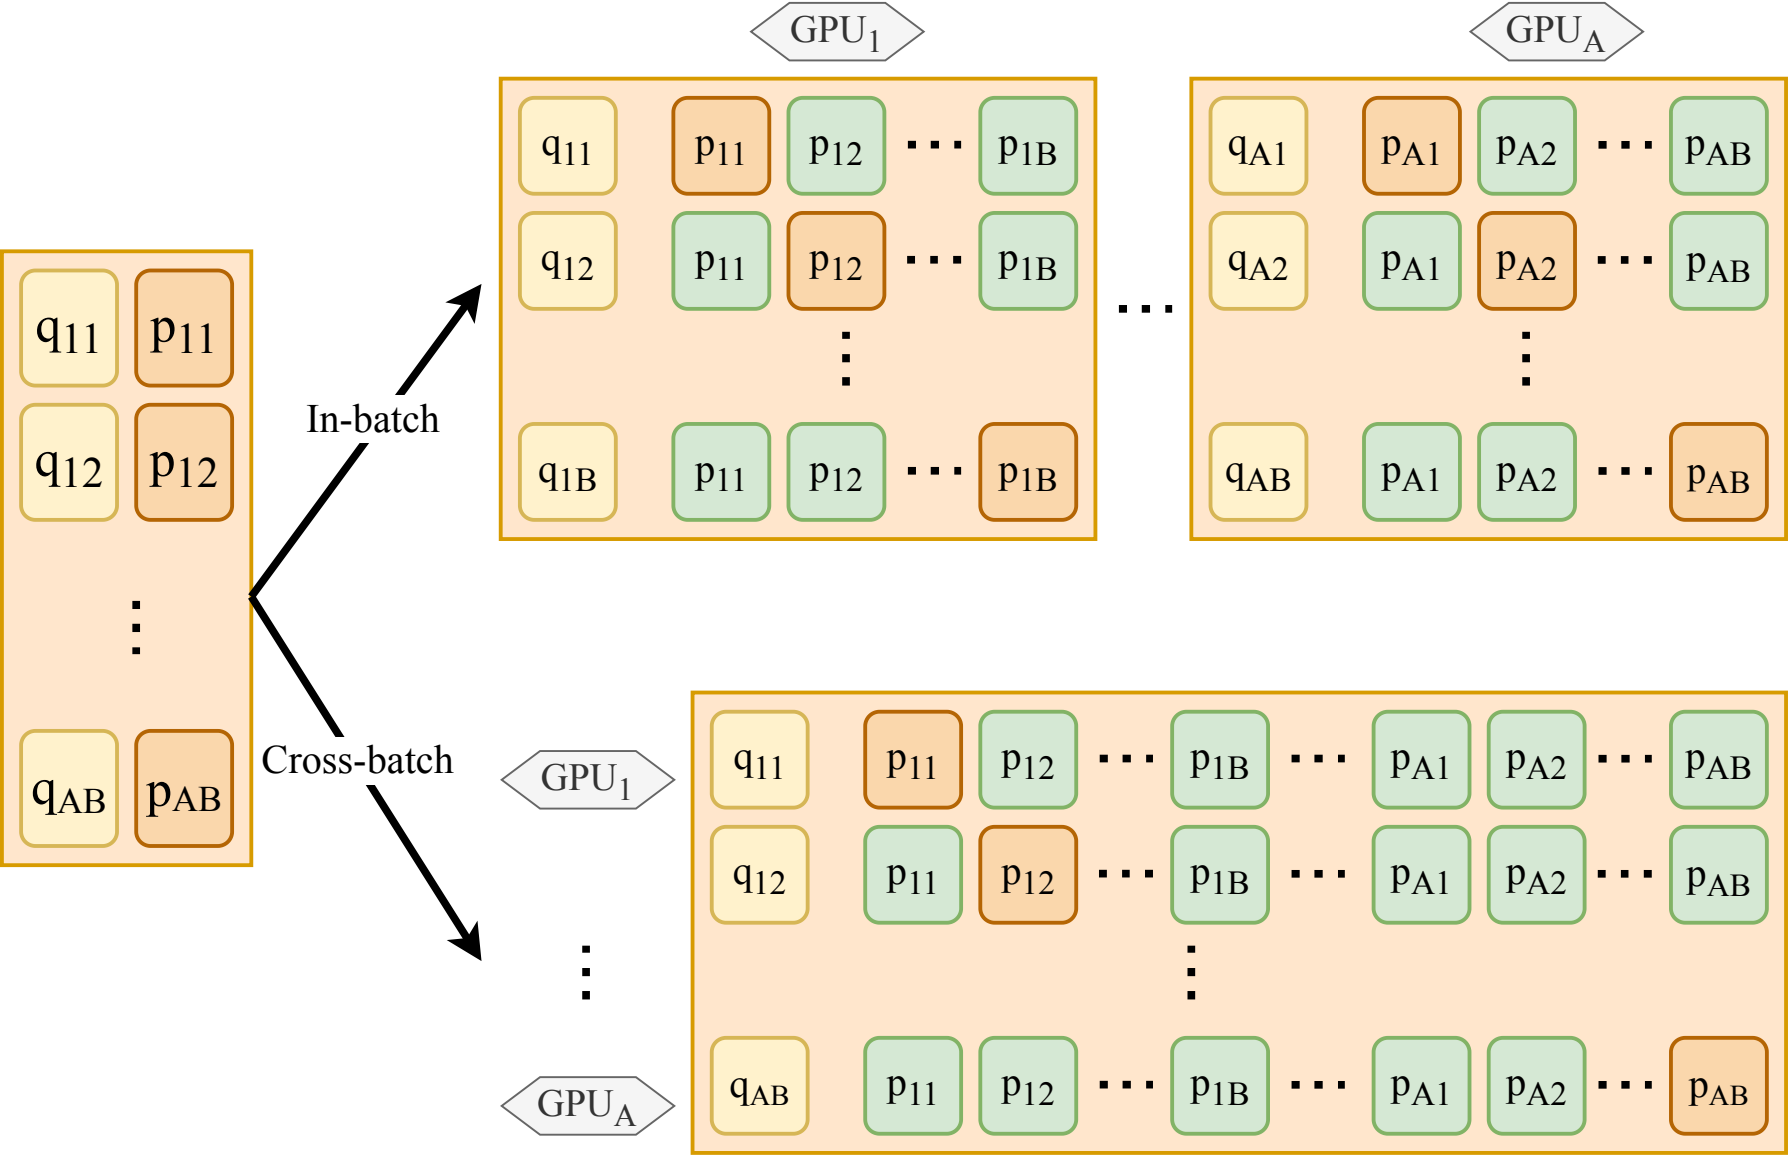 GPU1
GPUA
q11 p11 p12 ... p1B
qA1 pA1 pA2 ... pAB
q12 p11 p12 ... p1B
qA2 pA1 pA2 ... pAB
...
q1B p11 p12 ... p1B
qAB pA1 pA2 ... pAB
q11 p11
q12 p12
qAB pAB
In-batch
Cross-batch
GPU1
q11 p11 p12 ... p1B ... pA1 pA2 ... pAB
q12 p11 p12 ... p1B ... pA1 pA2 ... pAB
GPUA
qAB p11 p12 ... p1B ... pA1 pA2 ... pAB